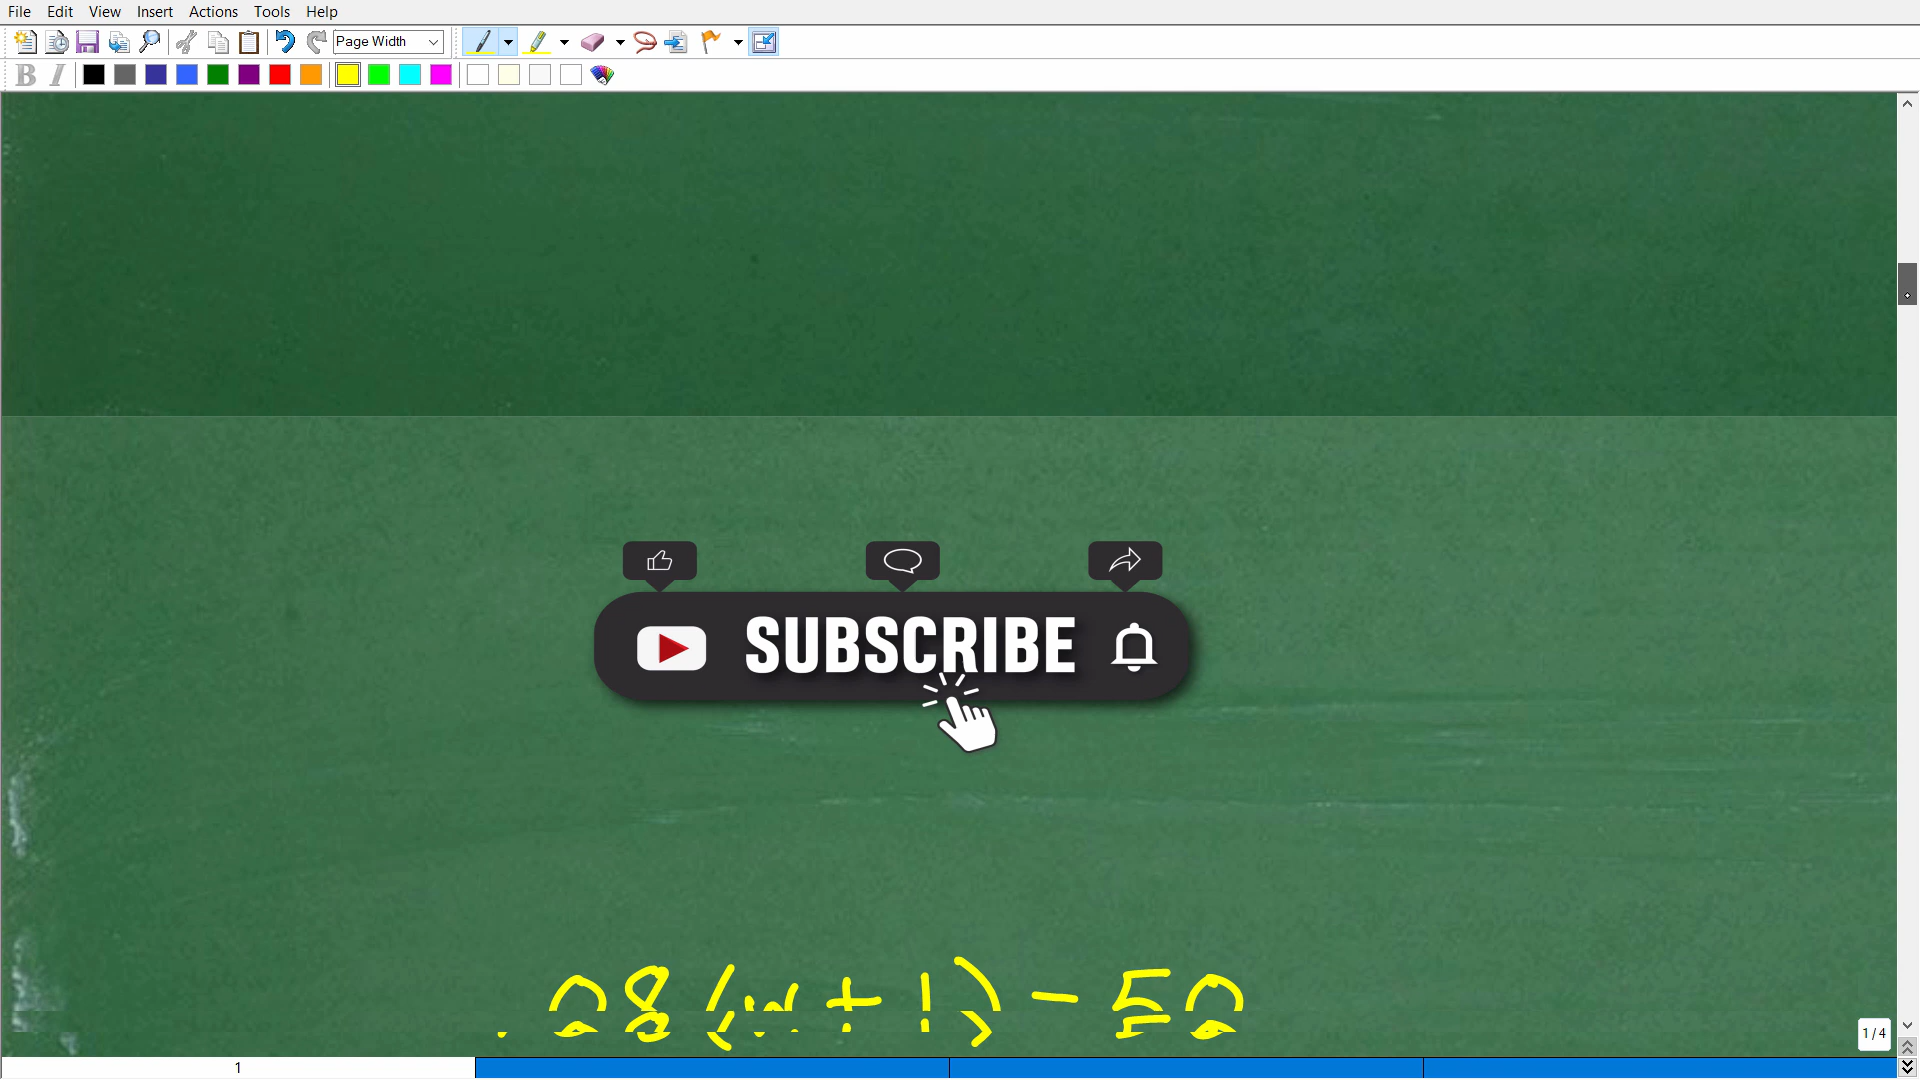 File Edit View Insert Actions Tools Help
Page Width
B I
SUBSCRIBE
1 / 4
1